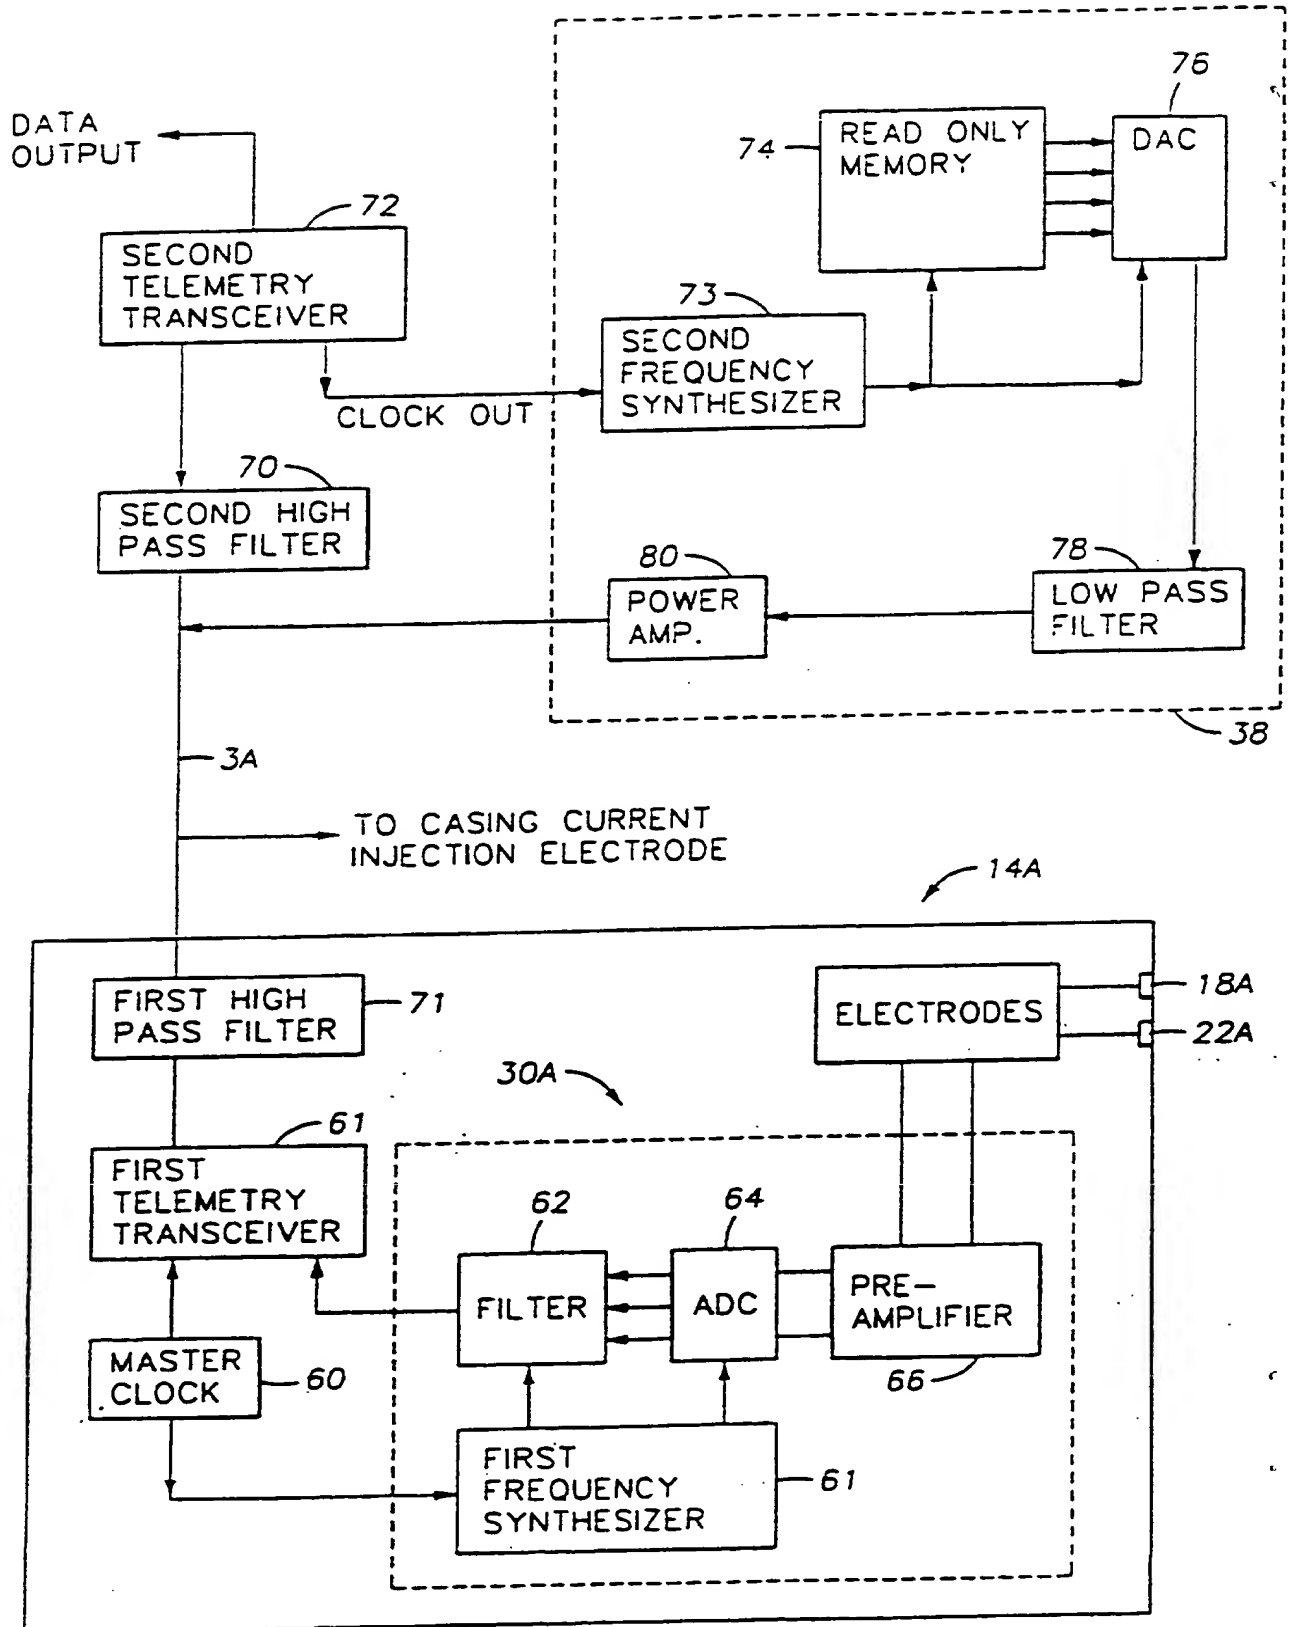 DATA
OUTPUT
72
SECOND
TELEMETRY
TRANSCEIVER
CLOCK OUT
74
READ ONLY
MEMORY
76
DAC
73
SECOND
FREQUENCY
SYNTHESIZER
70
SECOND HIGH
PASS FILTER
80
POWER
AMP.
78
LOW PASS
FILTER
38
3A
TO CASING CURRENT
INJECTION ELECTRODE
14A
FIRST HIGH
PASS FILTER
71
ELECTRODES
18A
22A
30A
61
FIRST
TELEMETRY
TRANSCEIVER
62
FILTER
64
ADC
PRE-
AMPLIFIER
66
MASTER
CLOCK
60
FIRST
FREQUENCY
SYNTHESIZER
61